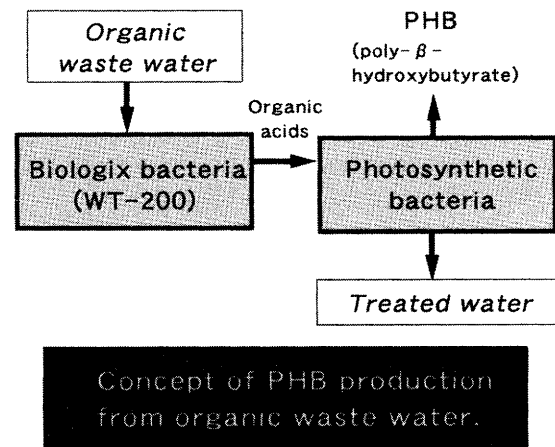 Organic
waste water
PHB
(poly-β-
hydroxybutyrate)
Organic
acids
Biologix bacteria
(WT-200)
Photosynthetic
bacteria
Treated water
Concept of PHB production
from organic waste water.